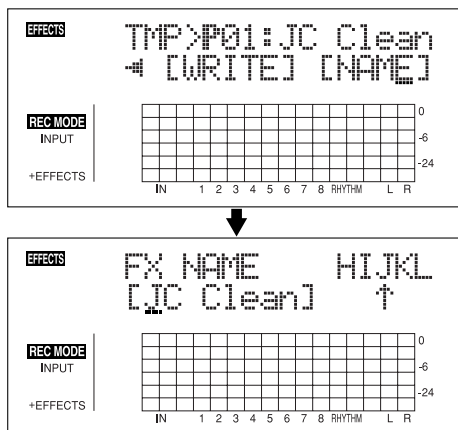 EFFECTS
TMP>P01:JC Clean
◄ [WRITE] [NAME]
REC MODE
INPUT
+EFFECTS
0
-6
-24
IN 1 2 3 4 5 6 7 8 RHYTHM L R
EFFECTS
FX NAME HIJKL
[JC Clean] ↑
REC MODE
INPUT
+EFFECTS
0
-6
-24
IN 1 2 3 4 5 6 7 8 RHYTHM L R